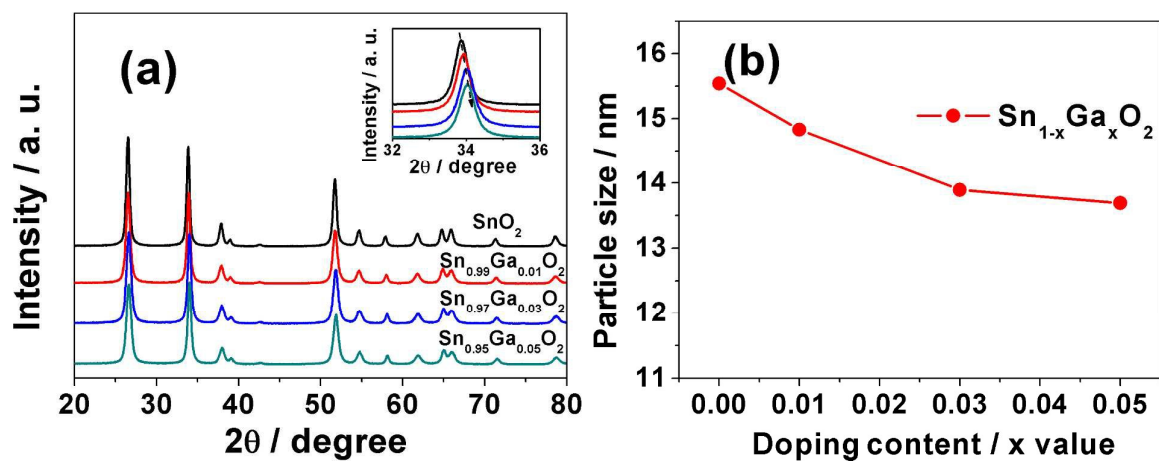 (a)
Intensity / a. u.
Intensity / a. u.
32 34 36
2θ / degree
SnO2
Sn0.99Ga0.01O2
Sn0.97Ga0.03O2
Sn0.95Ga0.05O2
20 30 40 50 60 70 80
2θ / degree
(b)
Particle size / nm
16
15
14
13
12
11
Sn1-xGaxO2
0.00 0.01 0.02 0.03 0.04 0.05
Doping content / x value